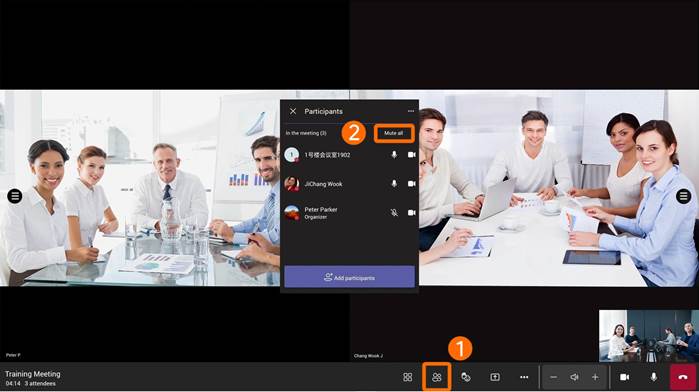 Participants
In the meeting (3)
Mute all
2
1
1号楼会议室1902
JiChang Wook
Peter Parker
Organizer
Add participants
Peter P
Chang Wook J
1
Training Meeting
04:14 3 attendees